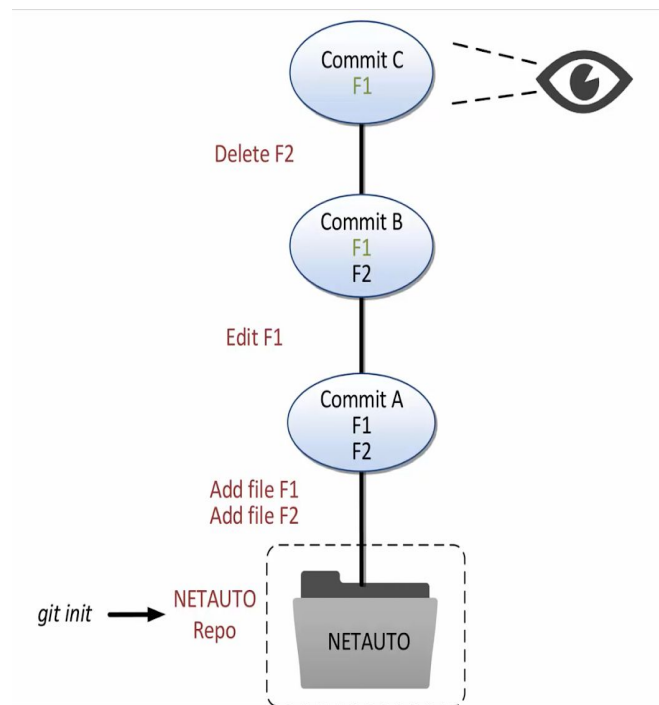 Commit C
F1
Delete F2
Commit B
F1
F2
Edit F1
Commit A
F1
F2
Add file F1
Add file F2
git init
NETAUTO
Repo
NETAUTO